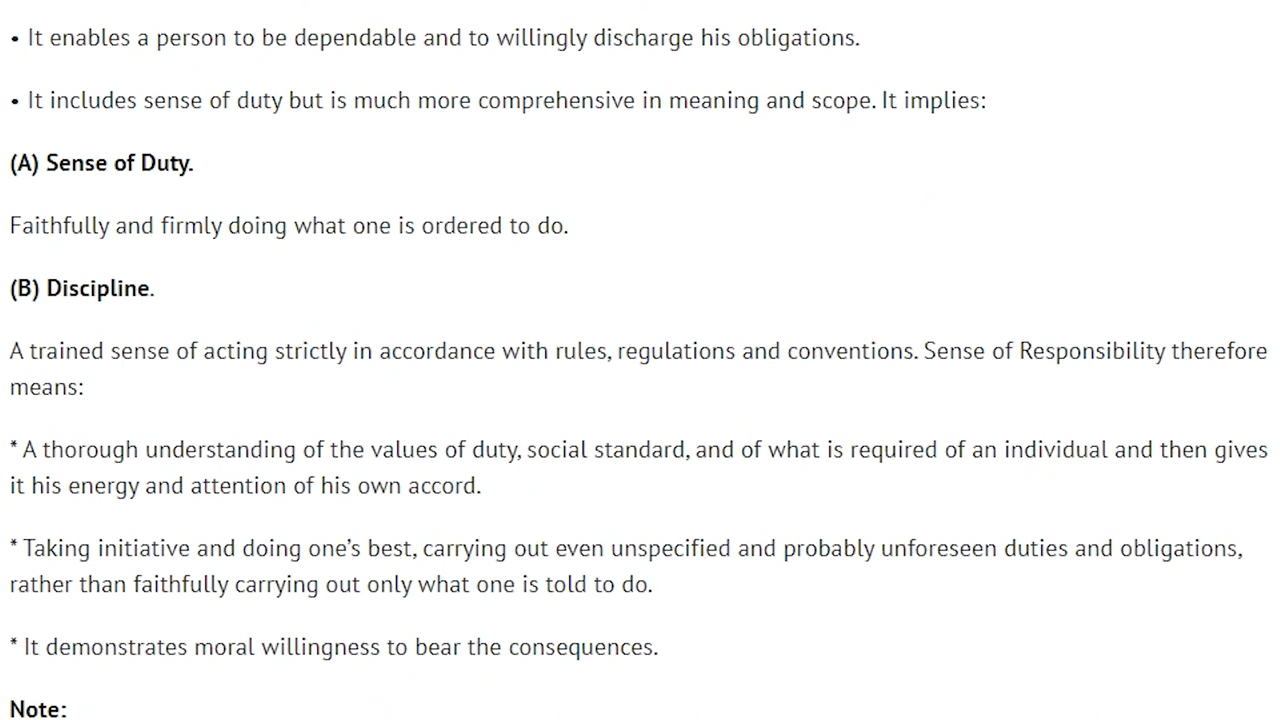 • It enables a person to be dependable and to willingly discharge his obligations.
• It includes sense of duty but is much more comprehensive in meaning and scope. It implies:
(A) Sense of Duty.
Faithfully and firmly doing what one is ordered to do.
(B) Discipline.
A trained sense of acting strictly in accordance with rules, regulations and conventions. Sense of Responsibility therefore
means:
* A thorough understanding of the values of duty, social standard, and of what is required of an individual and then gives
it his energy and attention of his own accord.
* Taking initiative and doing one’s best, carrying out even unspecified and probably unforeseen duties and obligations,
rather than faithfully carrying out only what one is told to do.
* It demonstrates moral willingness to bear the consequences.
Note: